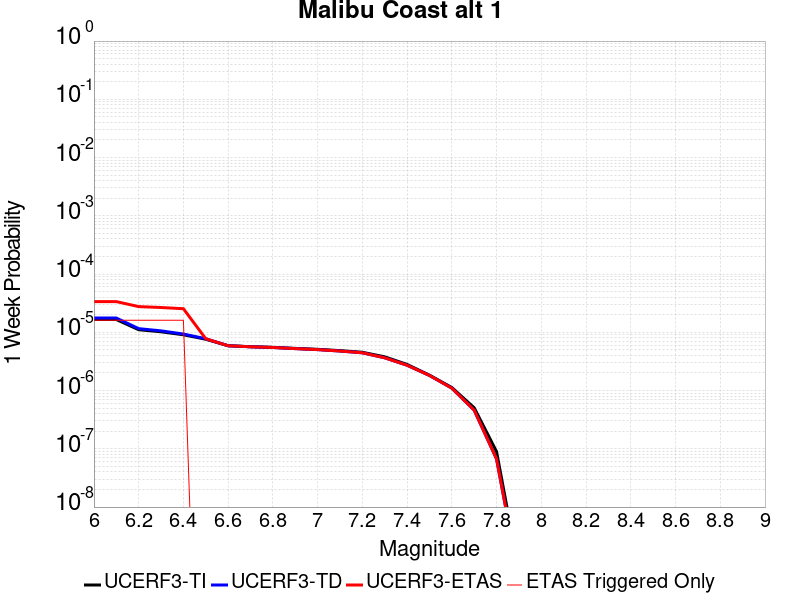 Malibu Coast alt 1
10^0
10^-1
10^-2
10^-3
10^-4
10^-5
10^-6
10^-7
10^-8
1 Week Probability
6 6.2 6.4 6.6 6.8 7 7.2 7.4 7.6 7.8 8 8.2 8.4 8.6 8.8 9
Magnitude
UCERF3-TI UCERF3-TD UCERF3-ETAS ETAS Triggered Only